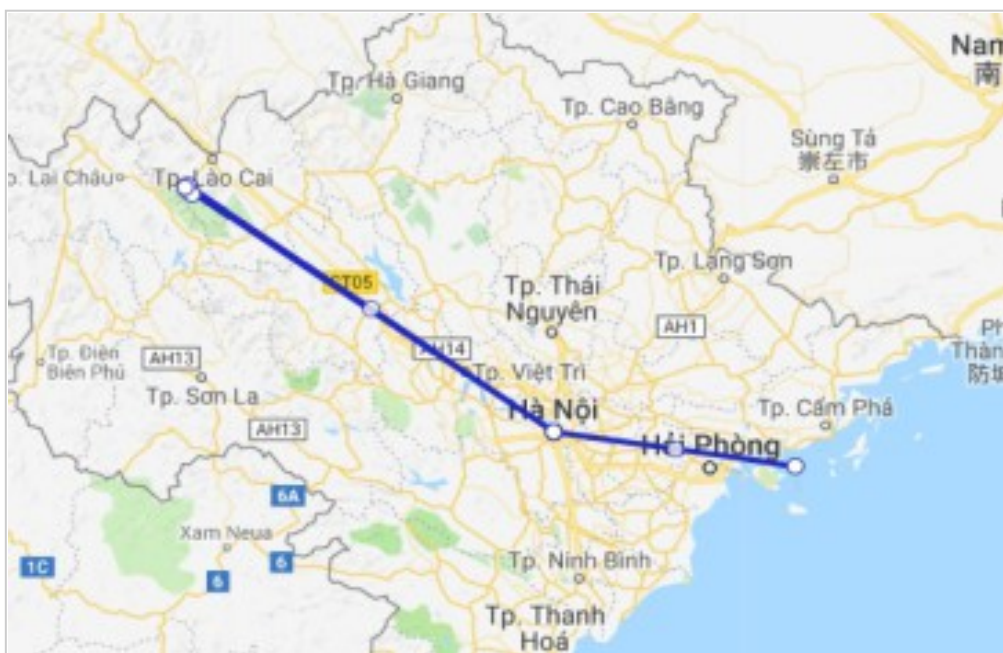 Nam
南
Tp. Hà Giang
Tp. Cao Bằng
Sùng Tả
崇左市
o. Lai Châu
Tp. Lào Cai
CT05
Tp. Lạng Sơn
Tp. Thái
Nguyên
AH1
Tp. Điện
Biên Phủ
AH13
AH14
Tp. Việt Trì
Tp. Sơn La
Hà Nội
AH13
Tp. Cẩm Phả
Hải Phòng
Thàn
防城
6A
Xam Neua
1C
6
6
Tp. Ninh Bình
Tp. Thanh
Hoá